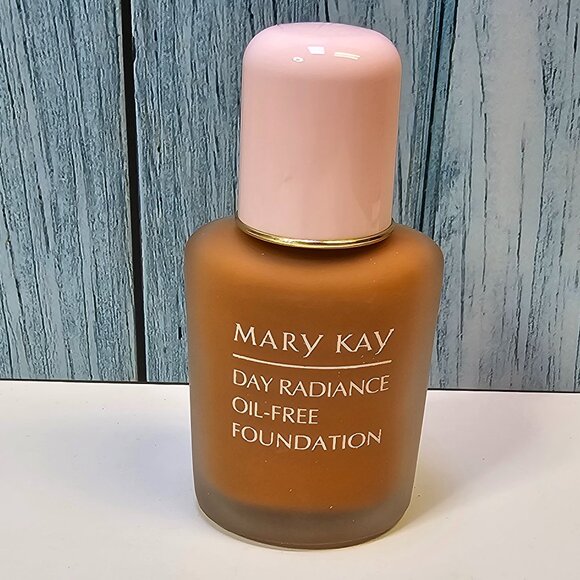 MARY KAY
DAY RADIANCE
OIL-FREE
FOUNDATION